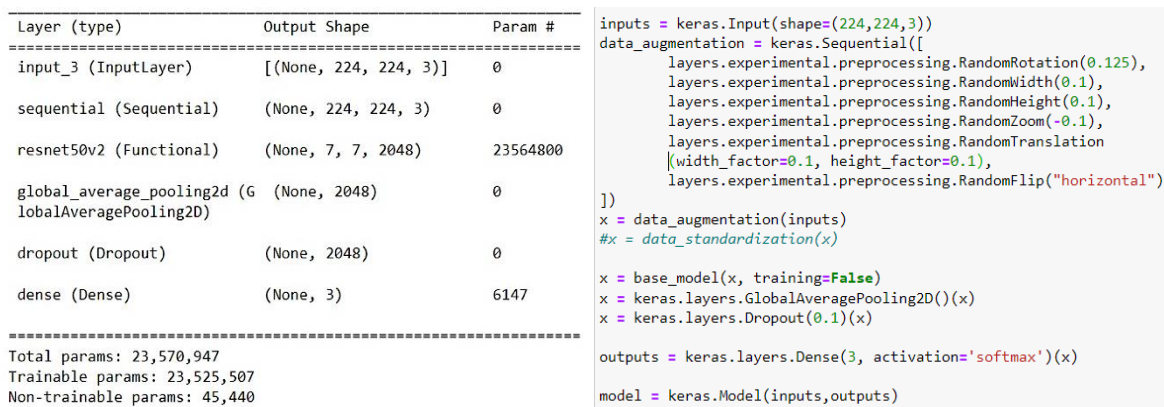 Layer (type) Output Shape Param #
input_3 (InputLayer) [(None, 224, 224, 3)] 0
sequential (Sequential) (None, 224, 224, 3) 0
resnet50v2 (Functional) (None, 7, 7, 2048) 23564800
global_average_pooling2d (G (None, 2048) 0
lobalAveragePooling2D)
dropout (Dropout) (None, 2048) 0
dense (Dense) (None, 3) 6147
Total params: 23,570,947
Trainable params: 23,525,507
Non-trainable params: 45,440
inputs = keras.Input(shape=(224,224,3))
data_augmentation = keras.Sequential([
layers.experimental.preprocessing.RandomRotation(0.125),
layers.experimental.preprocessing.RandomWidth(0.1),
layers.experimental.preprocessing.RandomHeight(0.1),
layers.experimental.preprocessing.RandomZoom(-0.1),
layers.experimental.preprocessing.RandomTranslation
(width_factor=0.1, height_factor=0.1),
layers.experimental.preprocessing.RandomFlip("horizontal")
])
x = data_augmentation(inputs)
#x = data_standardization(x)
x = base_model(x, training=False)
x = keras.layers.GlobalAveragePooling2D()(x)
x = keras.layers.Dropout(0.1)(x)
outputs = keras.layers.Dense(3, activation='softmax')(x)
model = keras.Model(inputs,outputs)